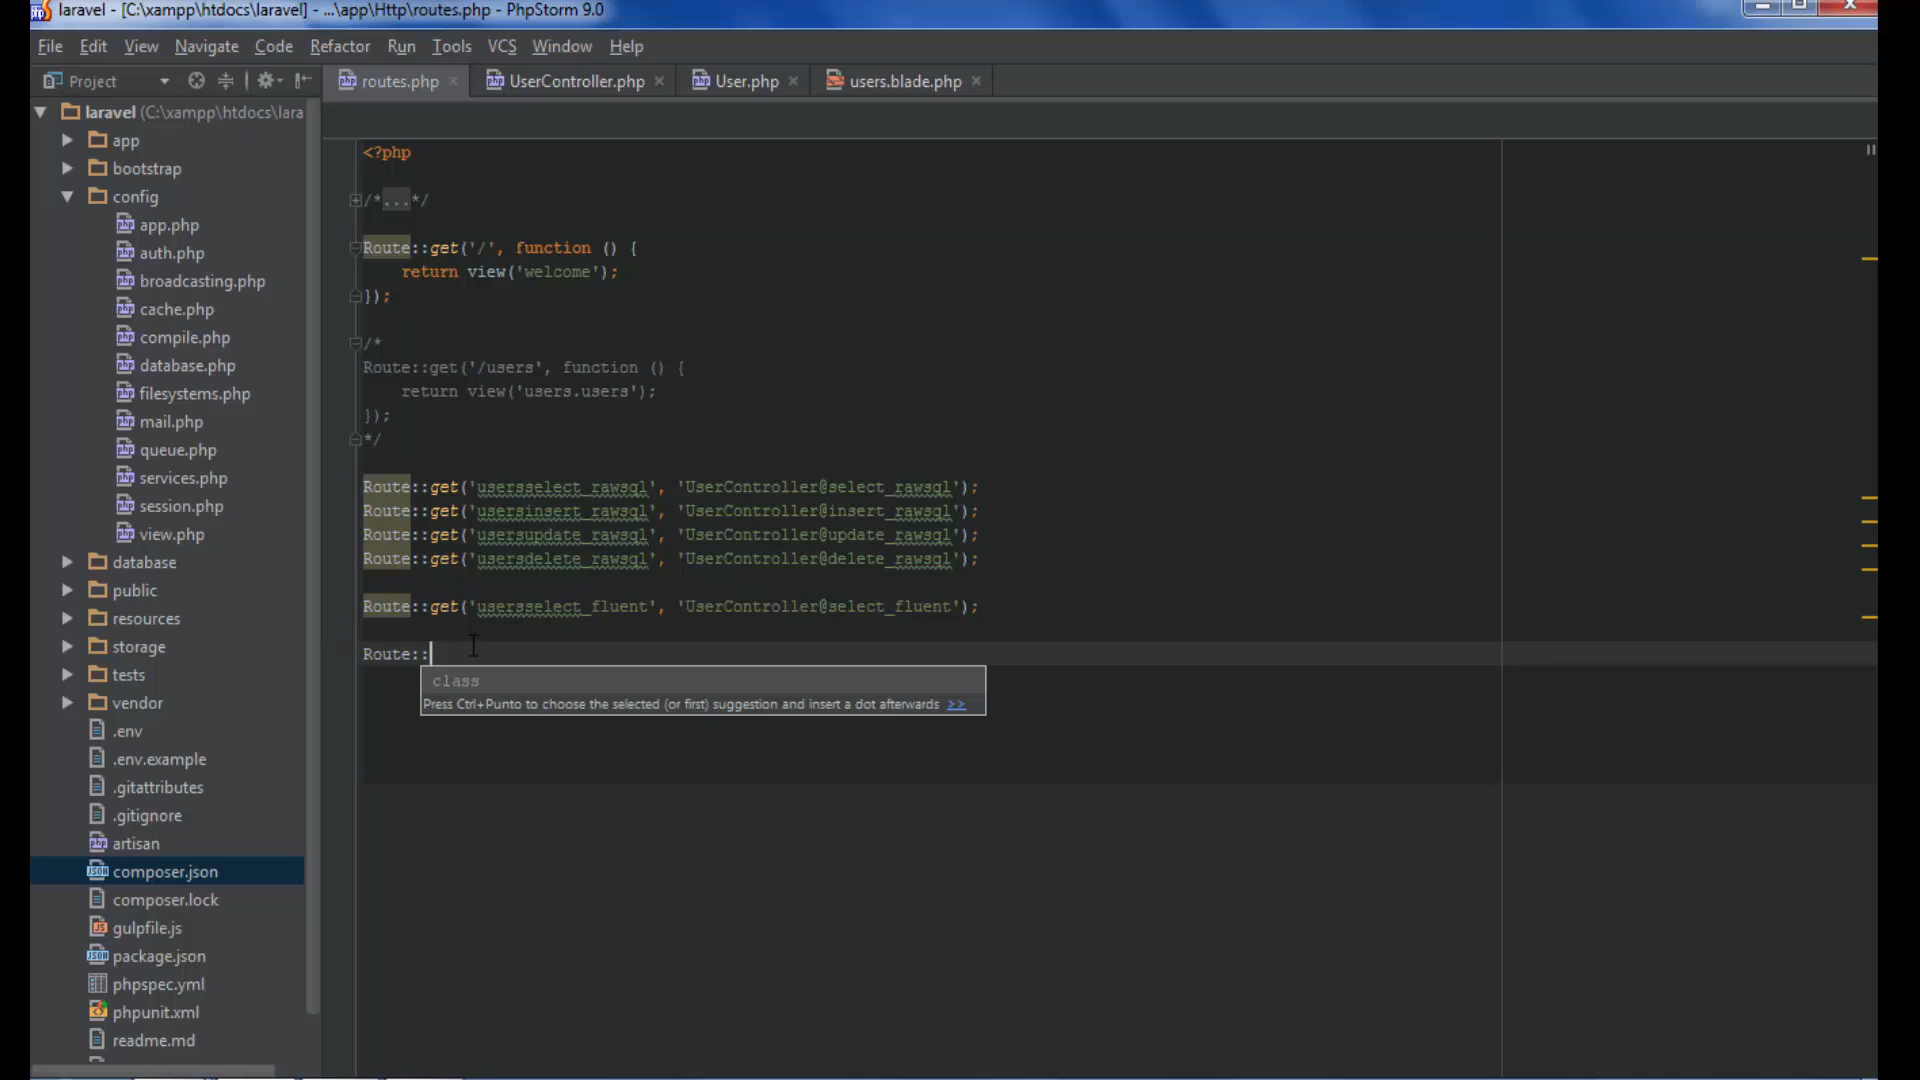 laravel - [C:\xampp\htdocs\laravel] - ...\app\Http\routes.php - PhpStorm 9.0
File Edit View Navigate Code Refactor Run Tools VCS Window Help
Project
routes.php UserController.php User.php users.blade.php
laravel (C:\xampp\htdocs\lara
app
bootstrap
config
app.php
auth.php
broadcasting.php
cache.php
compile.php
database.php
filesystems.php
mail.php
queue.php
services.php
session.php
view.php
database
public
resources
storage
tests
vendor
.env
.env.example
.gitattributes
.gitignore
artisan
composer.json
composer.lock
gulpfile.js
package.json
phpspec.yml
phpunit.xml
readme.md
<?php
/*...*/
Route::get('/', function () {
return view('welcome');
});
/*
Route::get('/users', function () {
return view('users.users');
});
*/
Route::get('usersselect_rawsql', 'UserController@select_rawsql');
Route::get('usersinsert_rawsql', 'UserController@insert_rawsql');
Route::get('usersupdate_rawsql', 'UserController@update_rawsql');
Route::get('usersdelete_rawsql', 'UserController@delete_rawsql');
Route::get('usersselect_fluent', 'UserController@select_fluent');
Route::
class
Press Ctrl+Punto to choose the selected (or first) suggestion and insert a dot afterwards >>